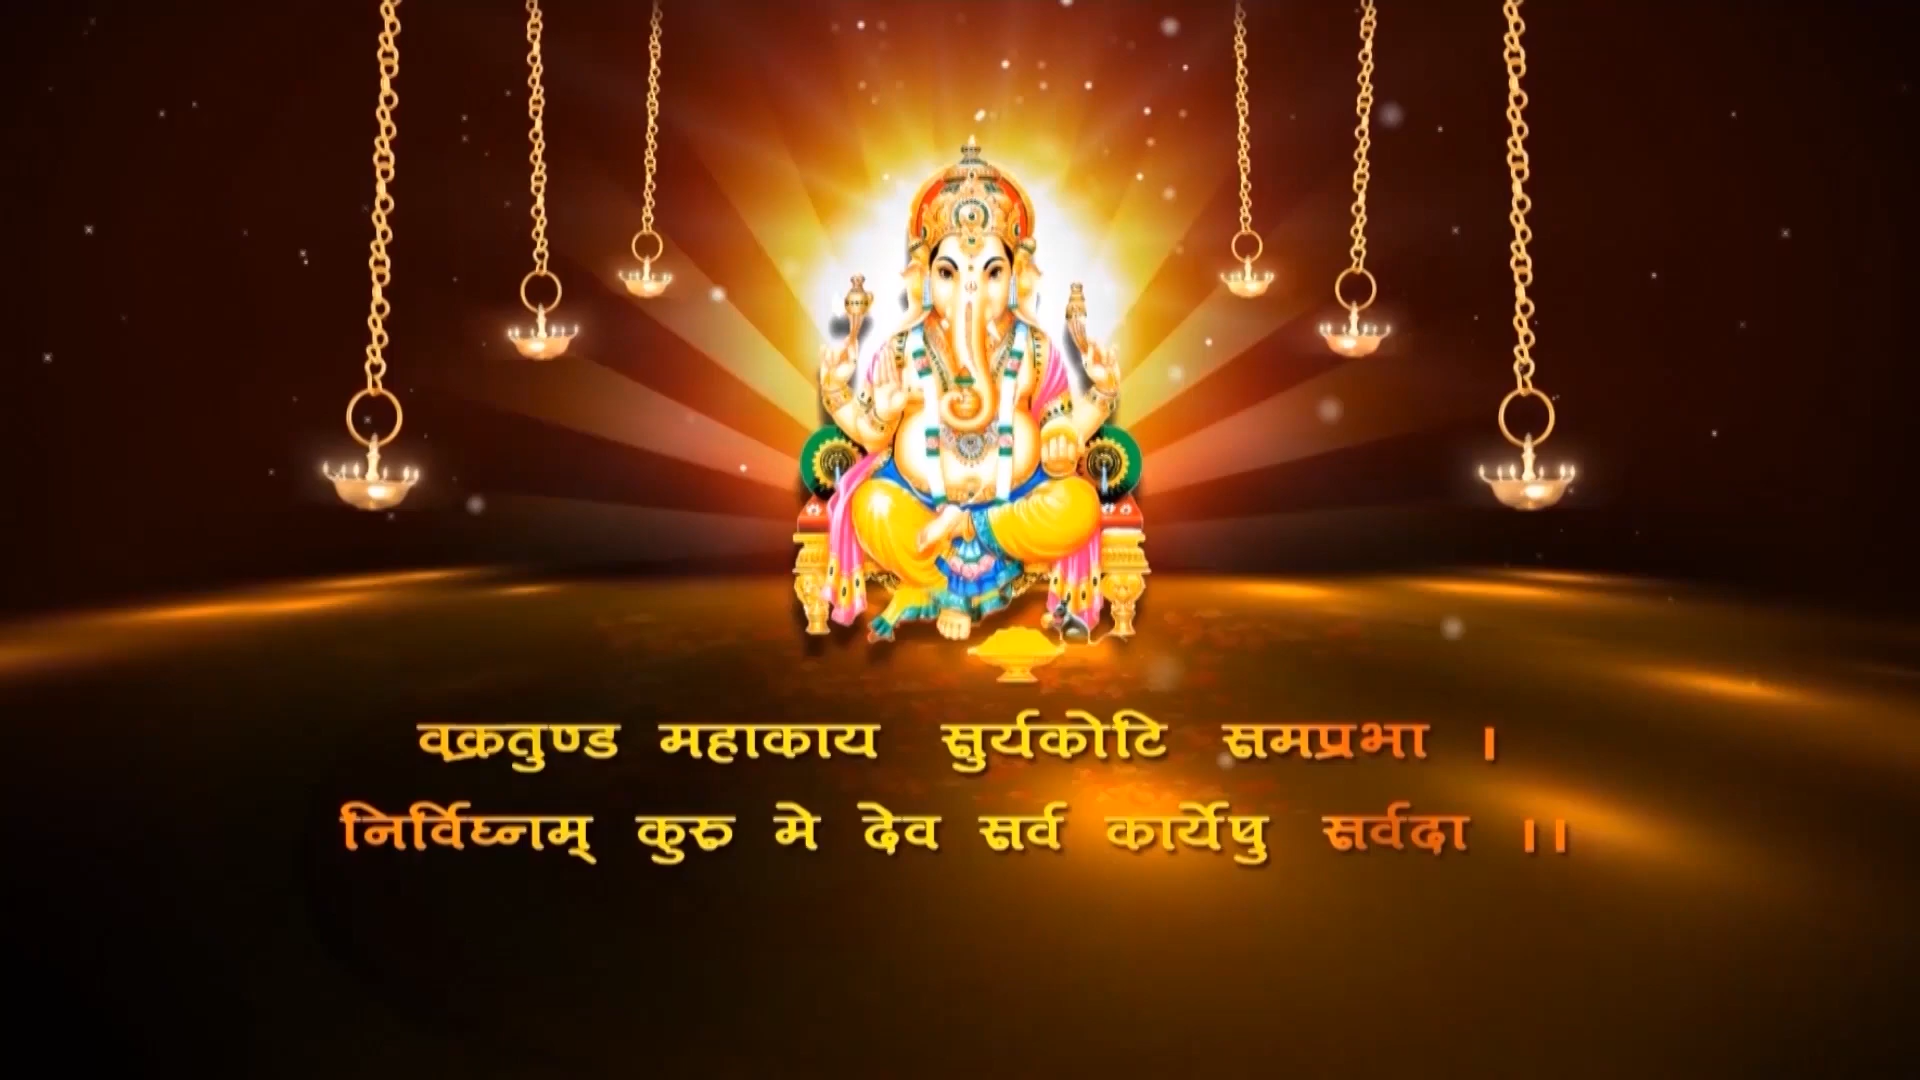 वक्रतुण्ड महाकाय सुर्यकोटि समप्रभा ।
निर्विघ्नम् कुरु मे देव सर्व कार्येषु सर्वदा ।।